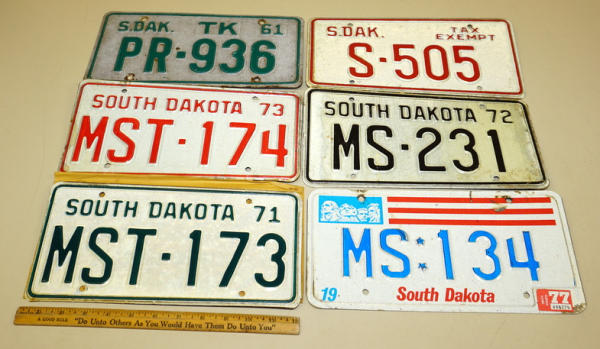 S.DAK. TK 61
PR-936
S.DAK. TAX EXEMPT
S-505
SOUTH DAKOTA 73
MST·174
SOUTH DAKOTA 72
MS·231
SOUTH DAKOTA 71
MST·173
MS 134
19 South Dakota 77
A GOOD RULE "Do Unto Others As You Would Have Them Do Unto You"